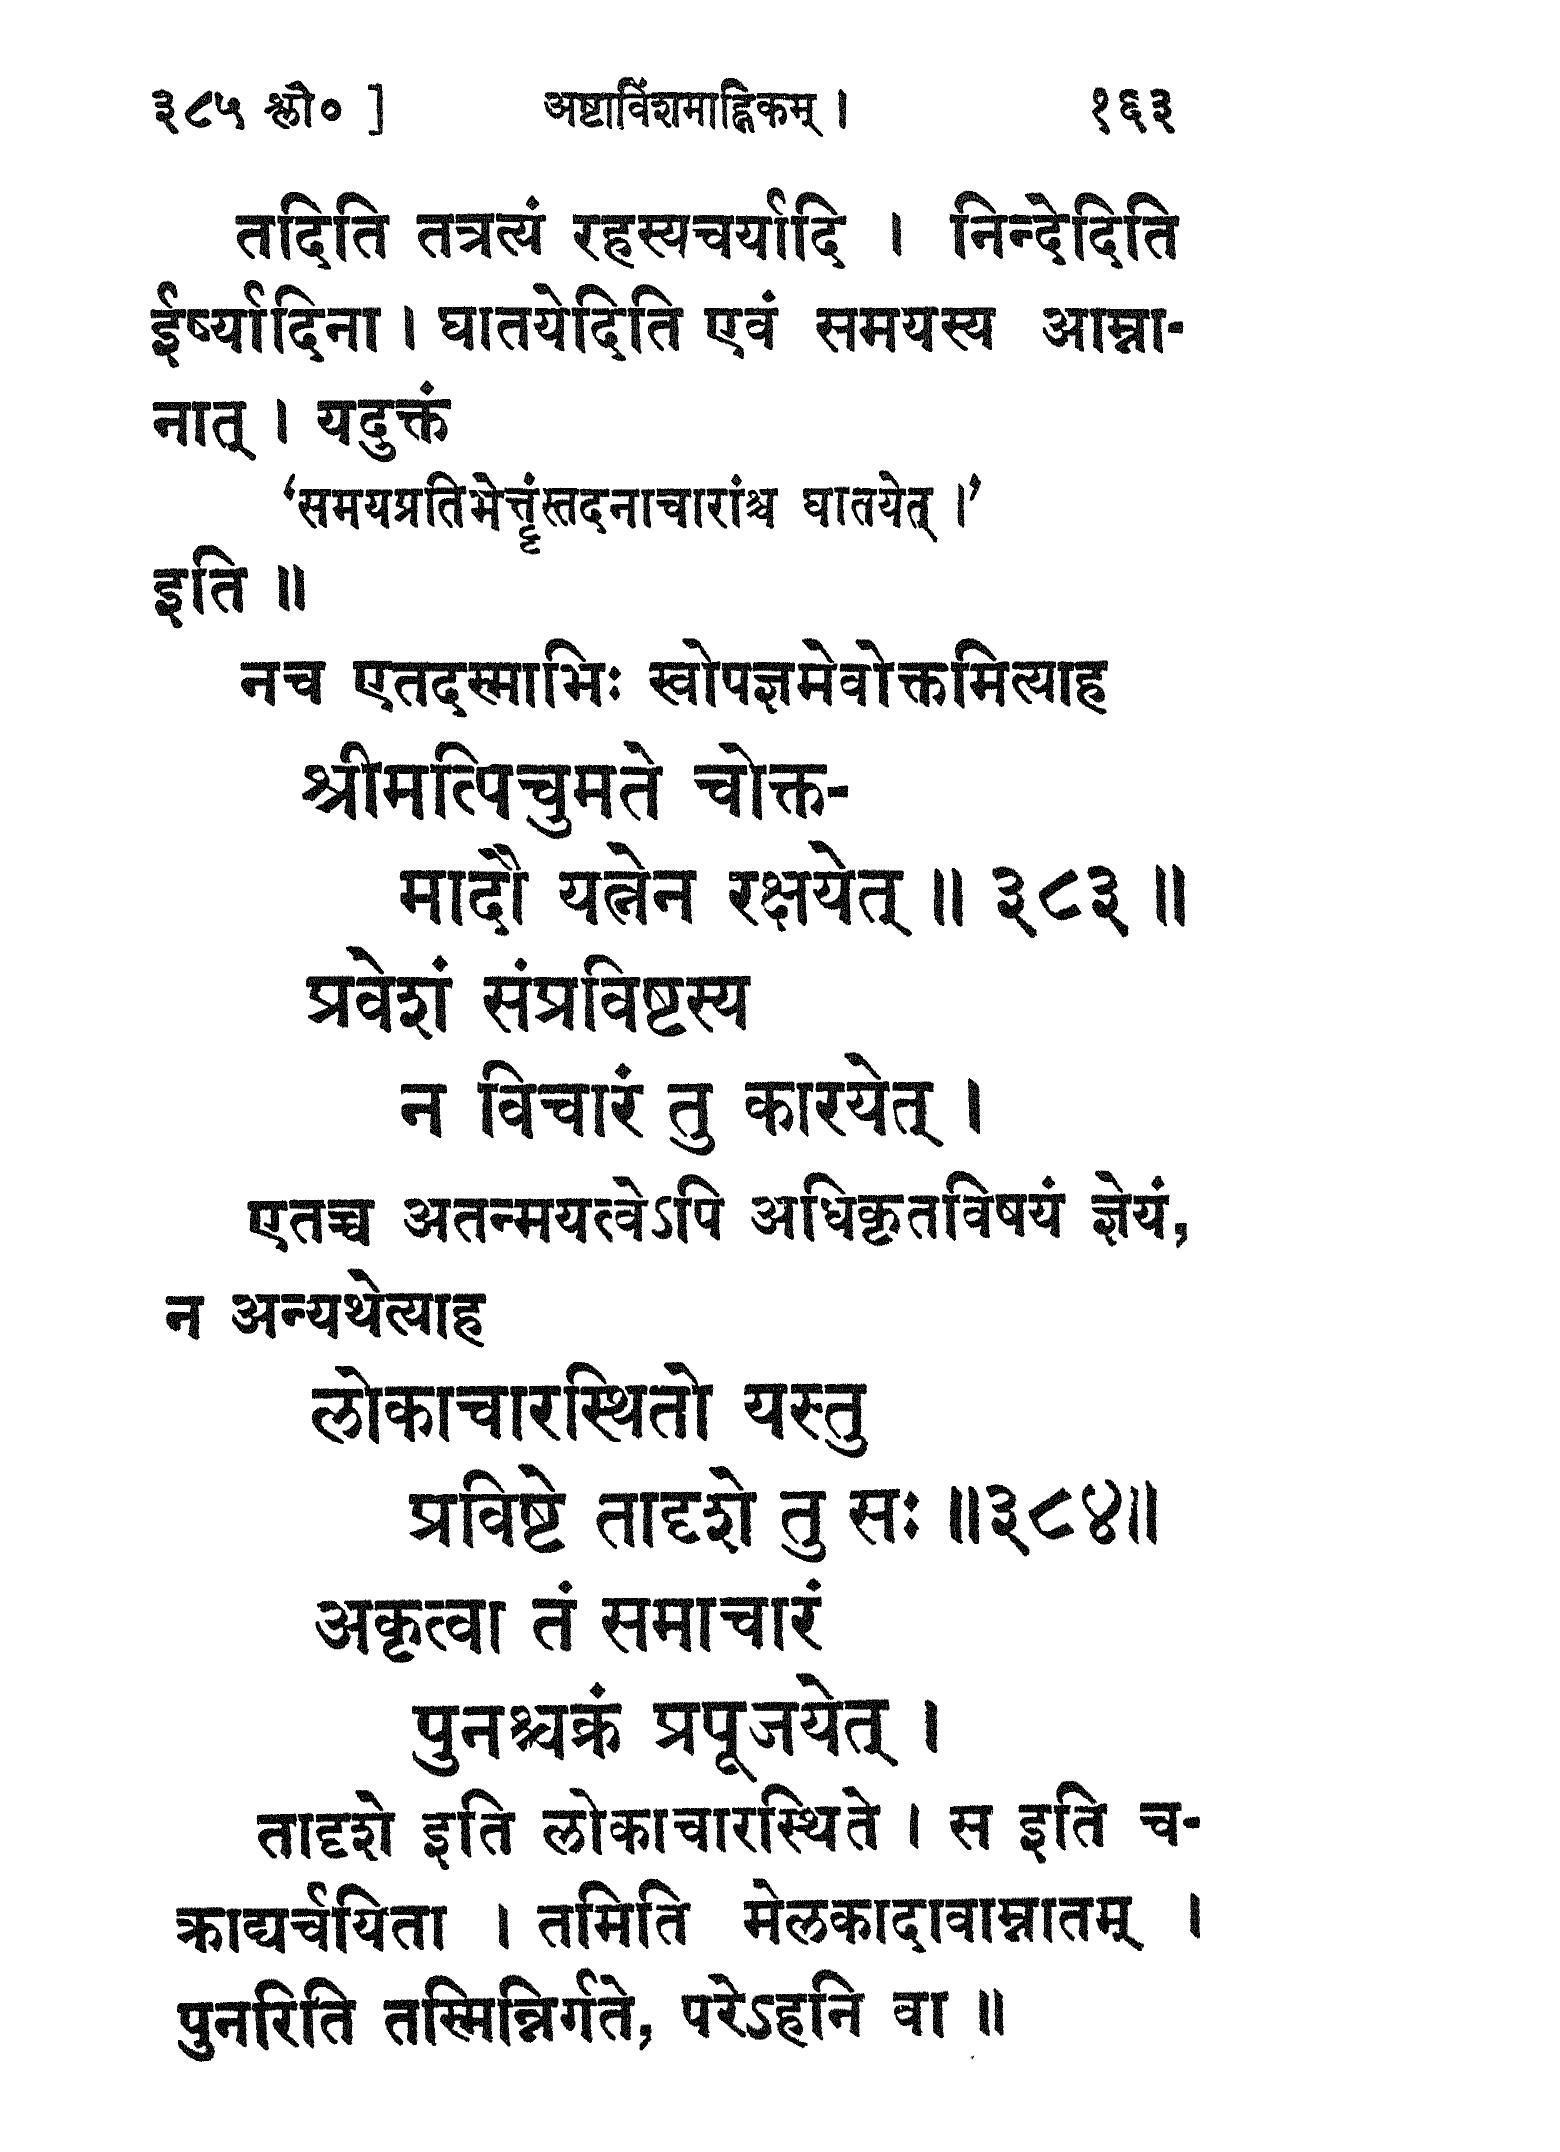 ३८५ श्लो० ] अष्टाविंशमाह्निकम् । १६३
तदिति तत्रत्यं रहस्यचर्यादि । निन्देदिति
ईर्ष्यादिना । घातयेदिति एवं समयस्य आम्ना-
नात् । यदुक्तं
‘समयप्रतिभेत्तॄंस्तदनाचारांश्च घातयेत् ।’
इति ॥
नच एतदस्माभिः स्वोपज्ञमेवोक्तमित्याह
श्रीमत्पिचुमते चोक्त-
मादौ यत्नेन रक्षयेत् ॥ ३८३ ॥
प्रवेशं संप्रविष्टस्य
न विचारं तु कारयेत् ।
एतच्च अतन्मयत्वेऽपि अधिकृतविषयं ज्ञेयं,
न अन्यथेत्याह
लोकाचारस्थितो यस्तु
प्रविष्टे तादृशे तु सः ॥३८४॥
अकृत्वा तं समाचारं
पुनश्चक्रं प्रपूजयेत् ।
तादृशे इति लोकाचारस्थिते । स इति च-
क्राद्यर्चयिता । तमिति मेलकादावाम्नातम् ।
पुनरिति तस्मिन्निर्गते, परेऽहनि वा ॥